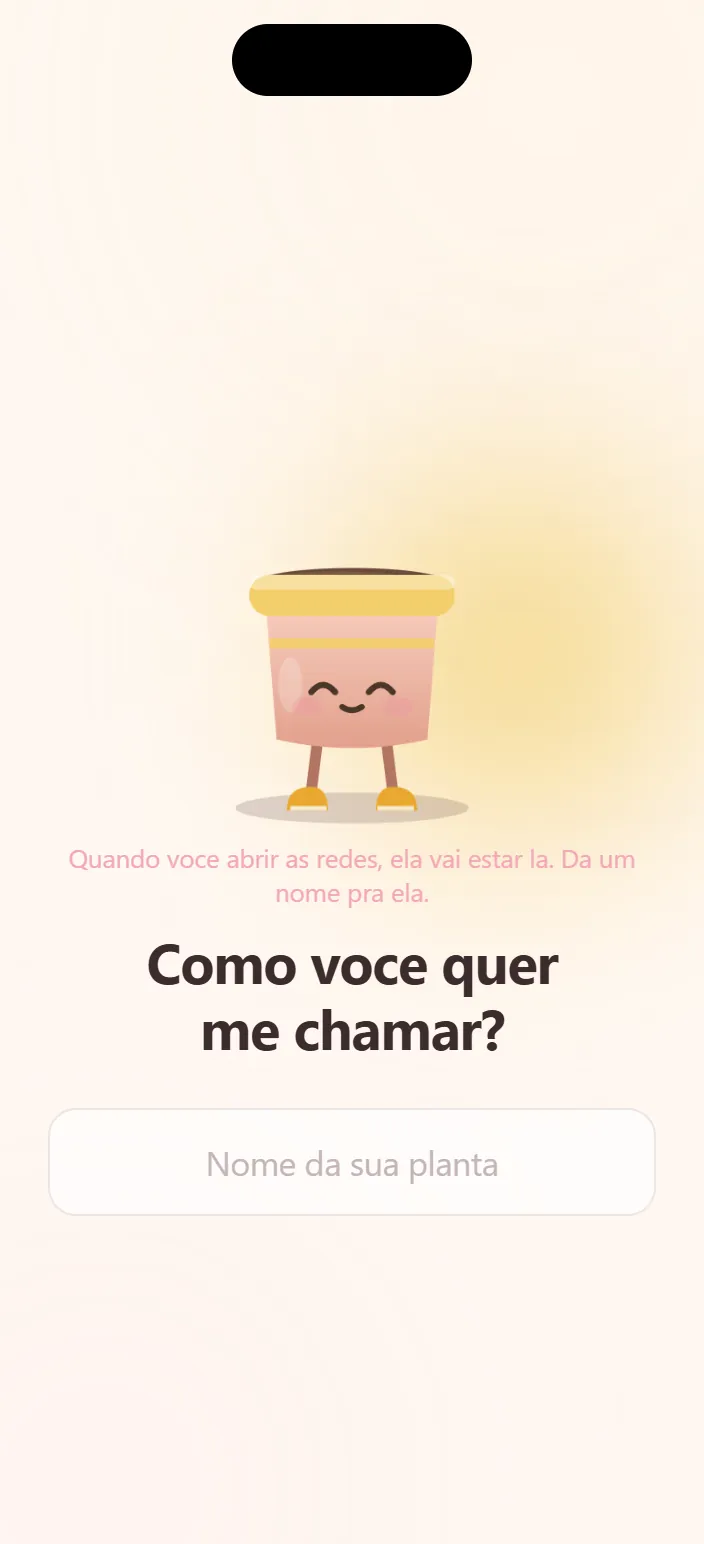 Quando voce abrir as redes, ela vai estar la. Da um
nome pra ela.
Como voce quer
me chamar?
Nome da sua planta